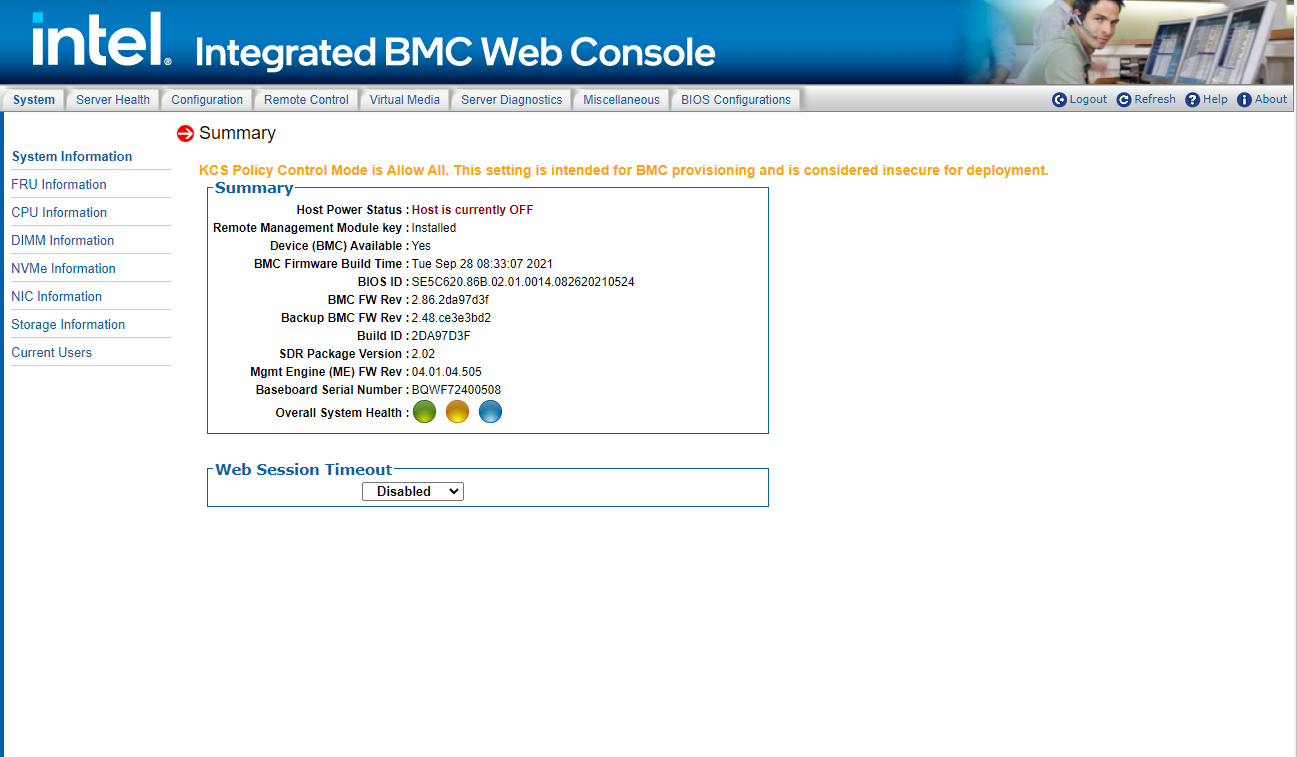 intel® Integrated BMC Web Console
System Server Health Configuration Remote Control Virtual Media Server Diagnostics Miscellaneous BIOS Configurations Logout Refresh Help About
Summary
System Information
FRU Information
CPU Information
DIMM Information
NVMe Information
NIC Information
Storage Information
Current Users
KCS Policy Control Mode is Allow All. This setting is intended for BMC provisioning and is considered insecure for deployment.
Summary
Host Power Status : Host is currently OFF
Remote Management Module key : Installed
Device (BMC) Available : Yes
BMC Firmware Build Time : Tue Sep 28 08:33:07 2021
BIOS ID : SE5C620.86B.02.01.0014.082620210524
BMC FW Rev : 2.86.2da97d3f
Backup BMC FW Rev : 2.48.ce3e3bd2
Build ID : 2DA97D3F
SDR Package Version : 2.02
Mgmt Engine (ME) FW Rev : 04.01.04.505
Baseboard Serial Number : BQWF72400508
Overall System Health :
Web Session Timeout
Disabled